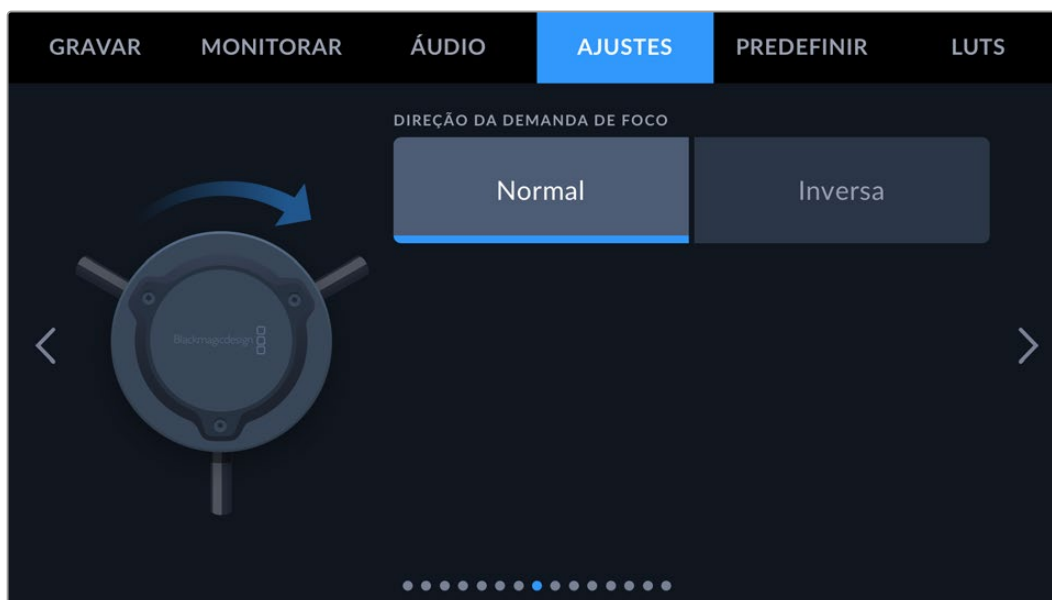 GRAVAR MONITORAR ÁUDIO AJUSTES PREDEFINIR LUTS
DIREÇÃO DA DEMANDA DE FOCO
Normal Inversa
Blackmagicdesign